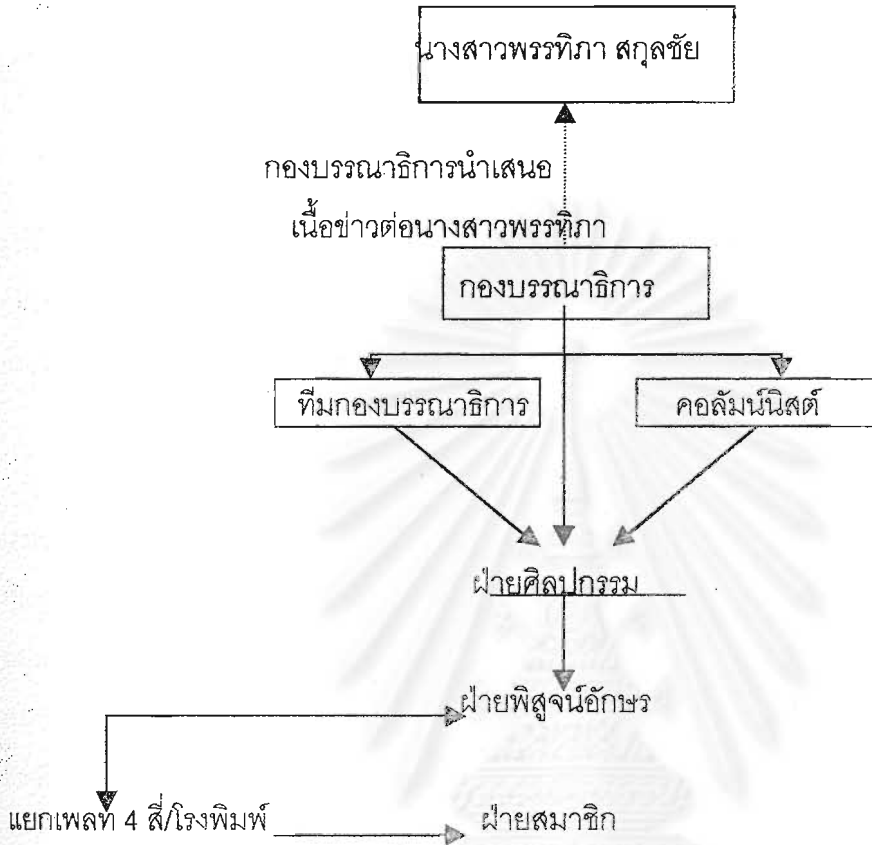 นางสาวพรรทิภา สกุลชัย
กองบรรณาธิการนำเสนอ
เนื้อข่าวต่อนางสาวพรรทิภา
กองบรรณาธิการ
ทีมกองบรรณาธิการ
คอลัมน์นิสต์
ฝ่ายศิลปกรรม
ฝ่ายพิสูจน์อักษร
แยกเพลท 4 สี่/โรงพิมพ์
ฝ่ายสมาชิก